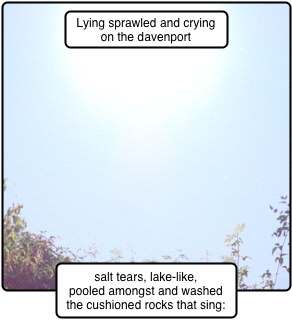 Lying sprawled and crying
on the davenport
salt tears, lake-like,
pooled amongst and washed
the cushioned rocks that sing: